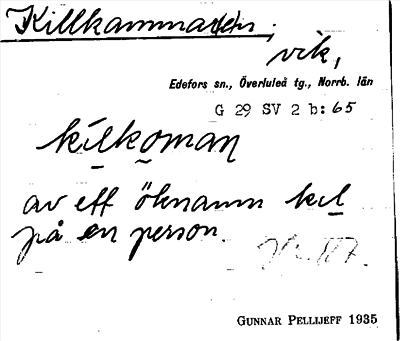 vik,
Edefors sn., Överluleå tg., Norrb. län
G 29 SV 2 b: 65
kilkoman
av ett öknamn kil
på en person.
GUNNAR PELLIJEFF 1935